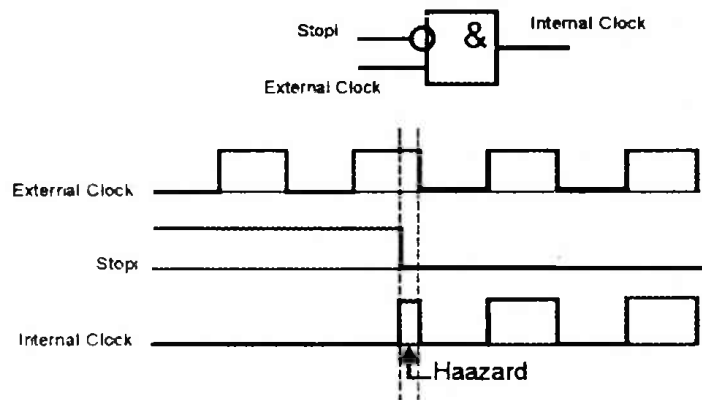 Stopi
&
Internal Clock
External Clock
External Clock
Stopi
Internal Clock
Haazard